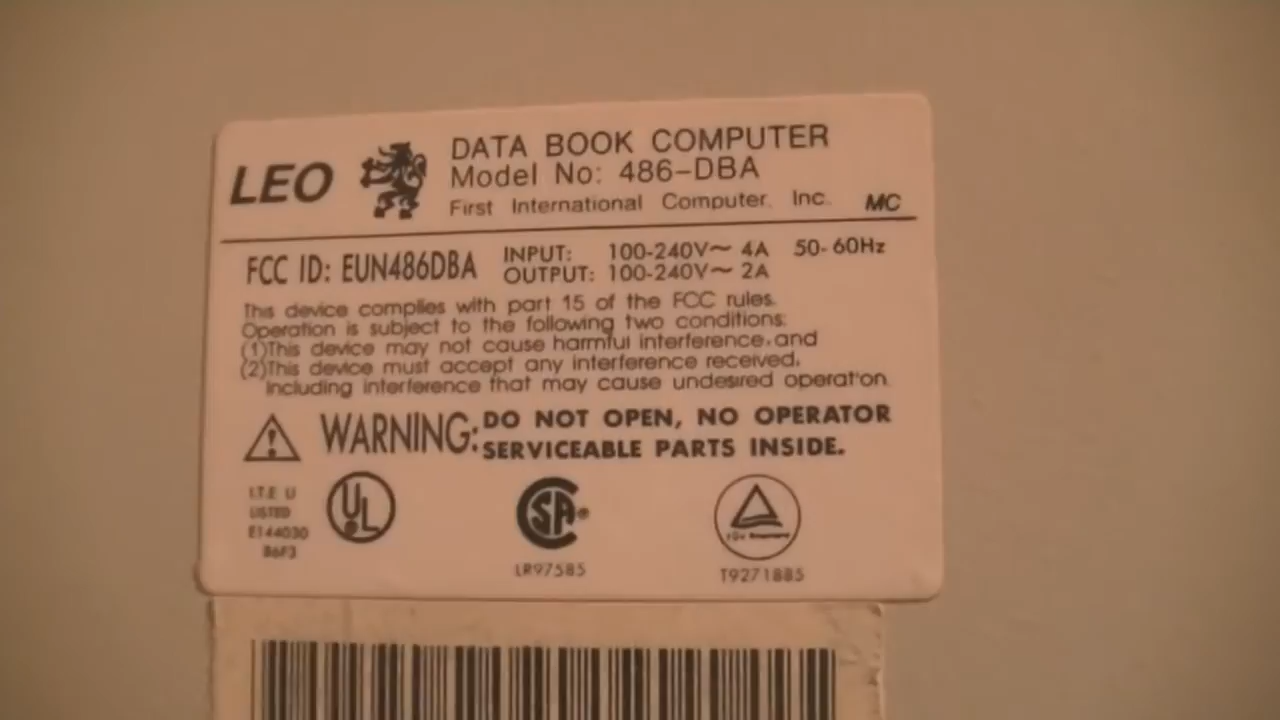 LEO
DATA BOOK COMPUTER
Model No: 486-DBA
First International Computer, Inc. MC
FCC ID: EUN486DBA
INPUT: 100-240V~ 4A 50-60Hz
OUTPUT: 100-240V~ 2A
This device complies with part 15 of the FCC rules.
Operation is subject to the following two conditions:
(1)This device may not cause harmful interference, and
(2)This device must accept any interference received,
including interference that may cause undesired operation
WARNING: DO NOT OPEN, NO OPERATOR
SERVICEABLE PARTS INSIDE.
I.T.E U
LISTED
E144030
86F3
UL
SA
LR97585
TÜV
T9271885